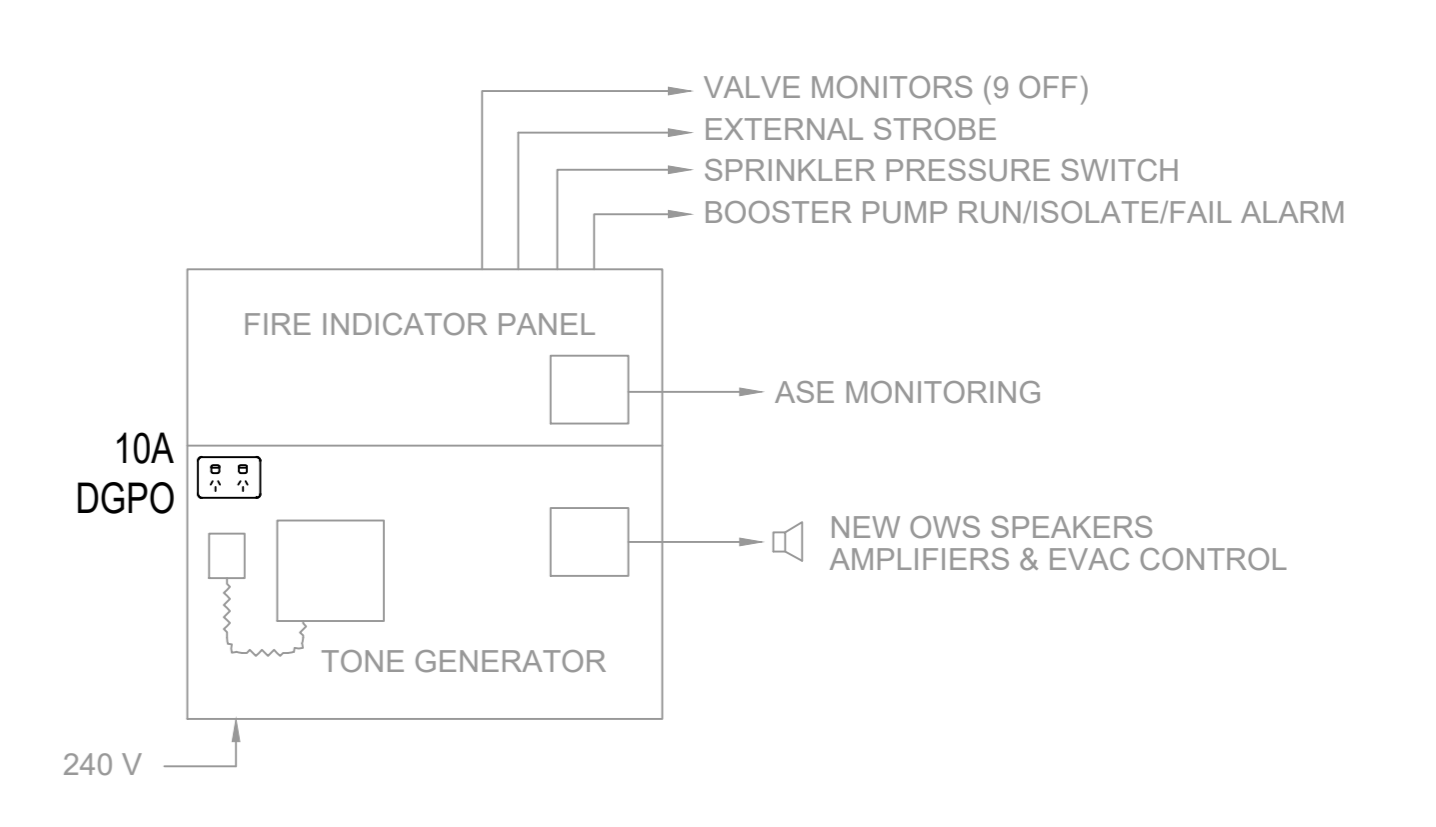 VALVE MONITORS (9 OFF)
EXTERNAL STROBE
SPRINKLER PRESSURE SWITCH
BOOSTER PUMP RUN/ISOLATE/FAIL ALARM
FIRE INDICATOR PANEL
ASE MONITORING
10A
DGPO
NEW OWS SPEAKERS
AMPLIFIERS & EVAC CONTROL
TONE GENERATOR
240 V